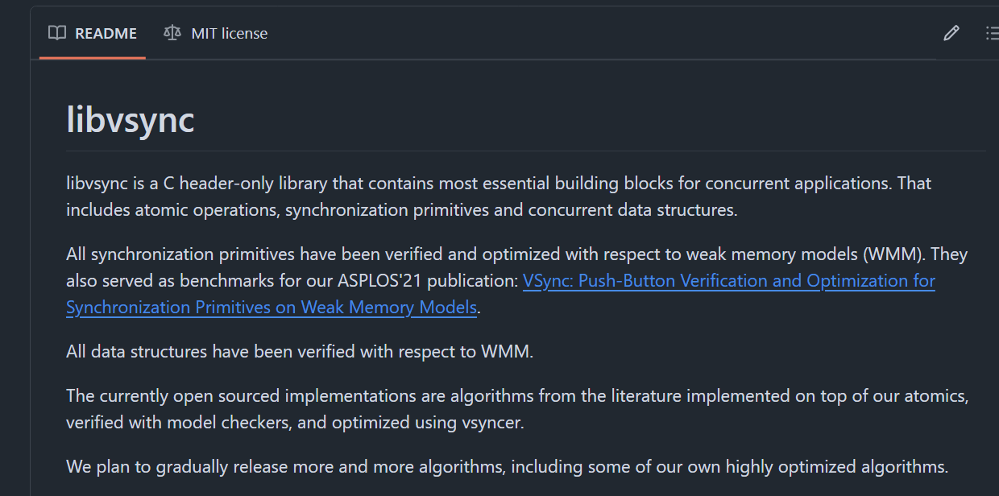 README MIT license
libvsync
libvsync is a C header-only library that contains most essential building blocks for concurrent applications. That
includes atomic operations, synchronization primitives and concurrent data structures.
All synchronization primitives have been verified and optimized with respect to weak memory models (WMM). They
also served as benchmarks for our ASPLOS'21 publication: VSync: Push-Button Verification and Optimization for
Synchronization Primitives on Weak Memory Models.
All data structures have been verified with respect to WMM.
The currently open sourced implementations are algorithms from the literature implemented on top of our atomics,
verified with model checkers, and optimized using vsyncer.
We plan to gradually release more and more algorithms, including some of our own highly optimized algorithms.